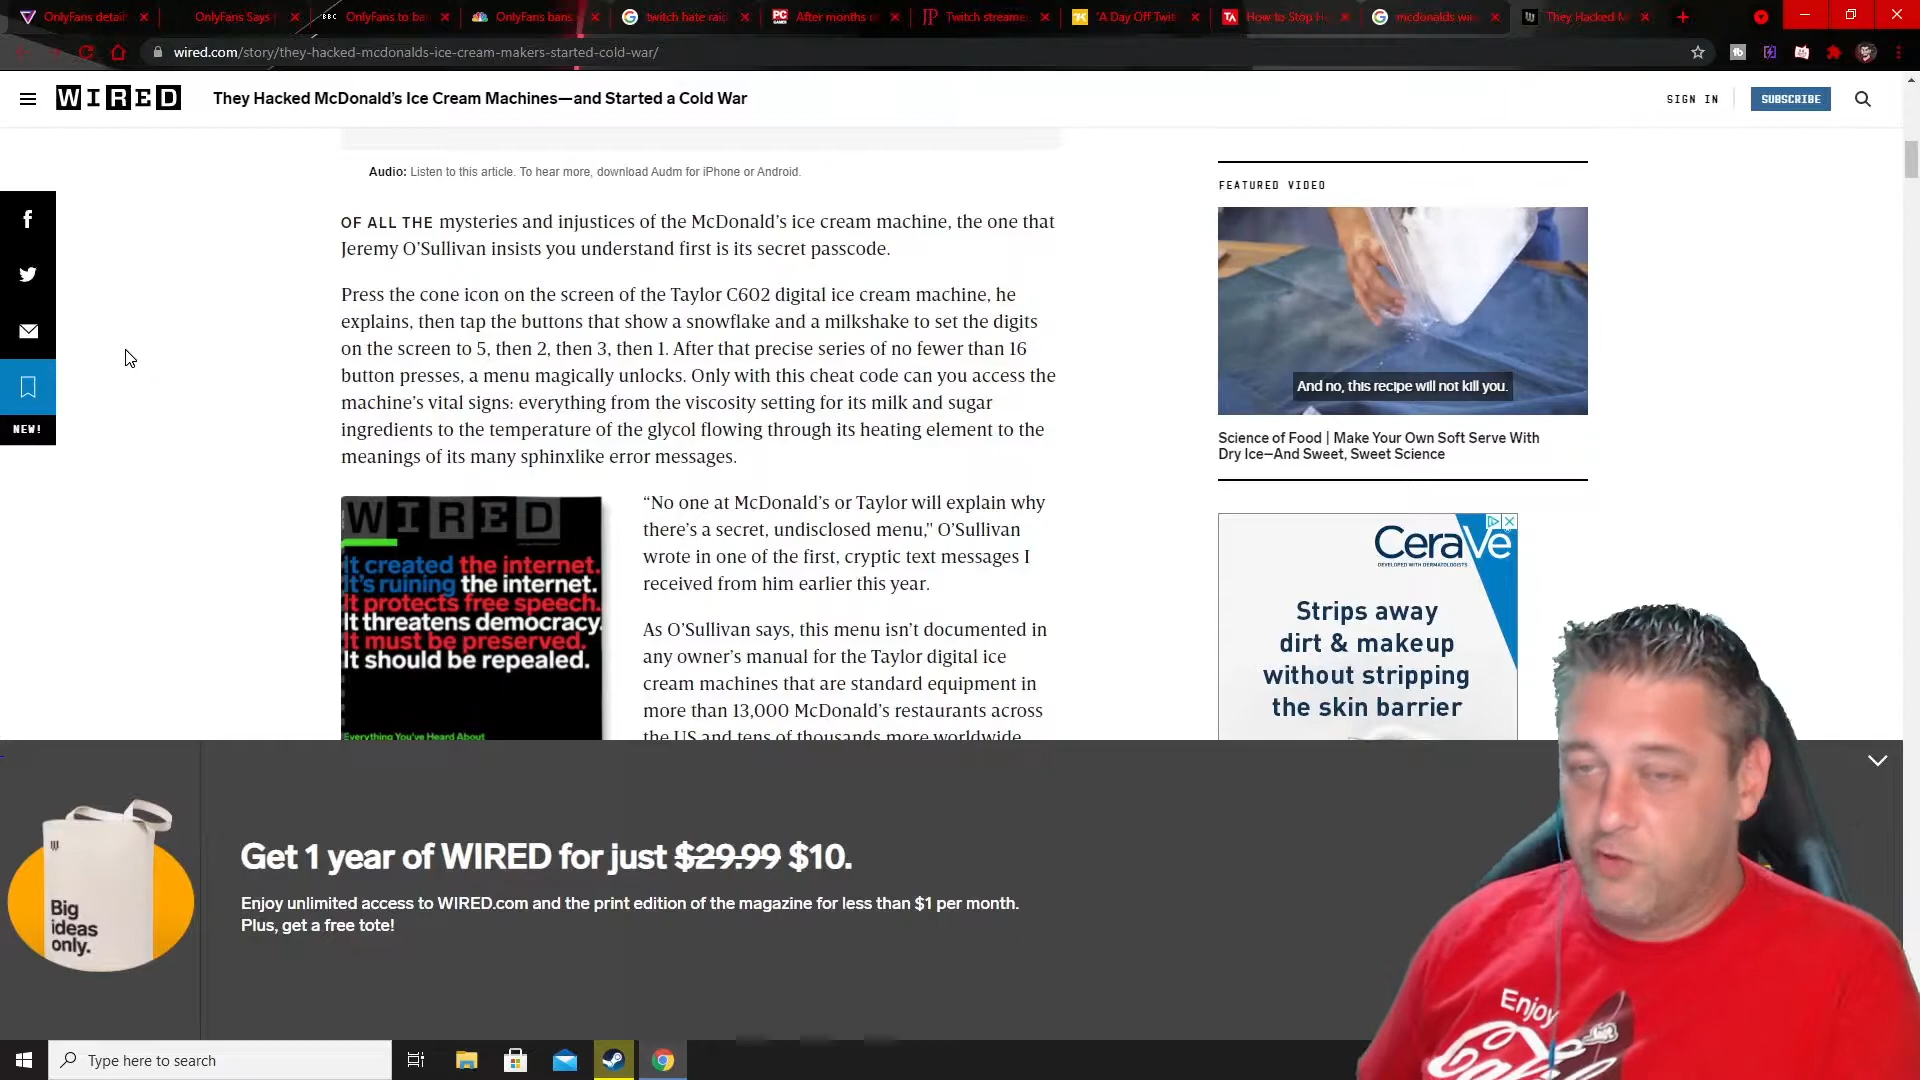 OnlyFans detail
OnlyFans Says
BBC OnlyFans to ba
OnlyFans bans
twitch hate raid
After months o
Twitch streame
'A Day Off Twit
How to Stop H
mcdonalds wi
They Hacked M
wired.com/story/they-hacked-mcdonalds-ice-cream-makers-started-cold-war/
WIRED
They Hacked McDonald's Ice Cream Machines—and Started a Cold War
SIGN IN
SUBSCRIBE
Audio: Listen to this article. To hear more, download Audm for iPhone or Android.
OF ALL THE mysteries and injustices of the McDonald's ice cream machine, the one that
Jeremy O'Sullivan insists you understand first is its secret passcode.
Press the cone icon on the screen of the Taylor C602 digital ice cream machine, he
explains, then tap the buttons that show a snowflake and a milkshake to set the digits
on the screen to 5, then 2, then 3, then 1. After that precise series of no fewer than 16
button presses, a menu magically unlocks. Only with this cheat code can you access the
machine's vital signs: everything from the viscosity setting for its milk and sugar
ingredients to the temperature of the glycol flowing through its heating element to the
meanings of its many sphinxlike error messages.
WIRED
It created the internet.
It's ruining the internet.
It protects free speech.
It threatens democracy.
It must be preserved.
It should be repealed.
Everything You've Heard About
“No one at McDonald's or Taylor will explain why
there's a secret, undisclosed menu," O'Sullivan
wrote in one of the first, cryptic text messages I
received from him earlier this year.
As O'Sullivan says, this menu isn't documented in
any owner's manual for the Taylor digital ice
cream machines that are standard equipment in
more than 13,000 McDonald's restaurants across
the US and tens of thousands more worldwide
NEW!
FEATURED VIDEO
And no, this recipe will not kill you.
Science of Food | Make Your Own Soft Serve With
Dry Ice—And Sweet, Sweet Science
CeraVe
DEVELOPED WITH DERMATOLOGISTS
Strips away
dirt & makeup
without stripping
the skin barrier
Big
ideas
only.
Get 1 year of WIRED for just $29.99 $10.
Enjoy unlimited access to WIRED.com and the print edition of the magazine for less than $1 per month.
Plus, get a free tote!
Enjoy
Type here to search